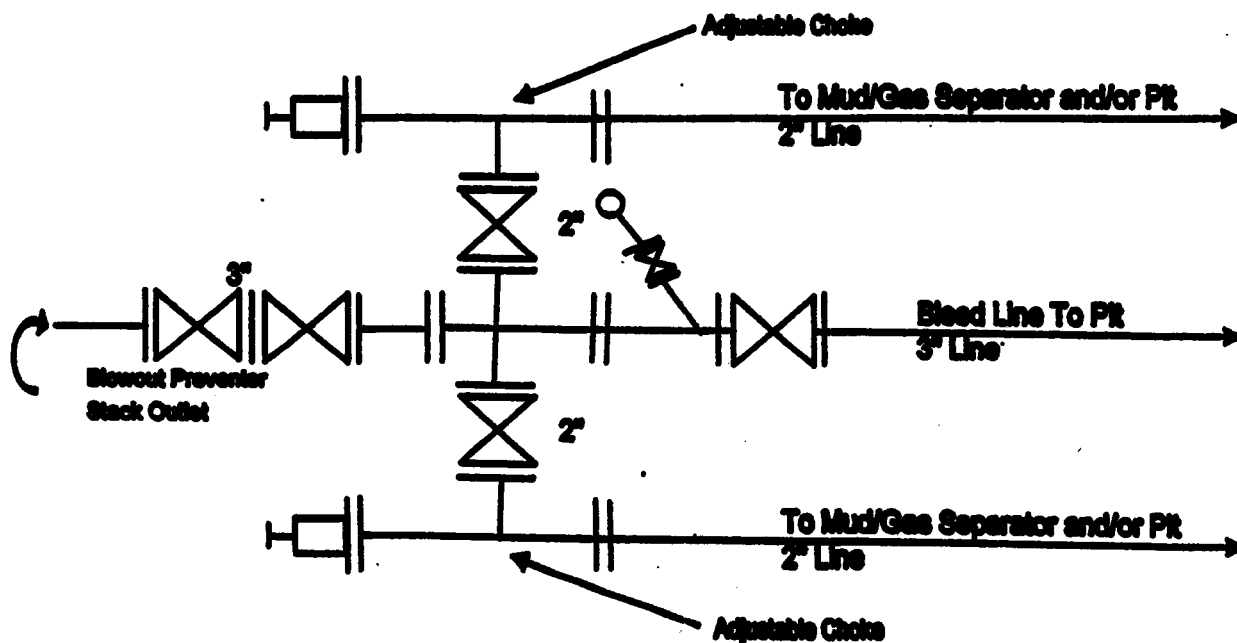 Adjustable Choke
To Mud/Gas Separator and/or Pit
2" Line
2"
3"
Bleed Line To Pit
3" Line
Blowout Preventer
Stack Outlet
2"
To Mud/Gas Separator and/or Pit
2" Line
Adjustable Choke